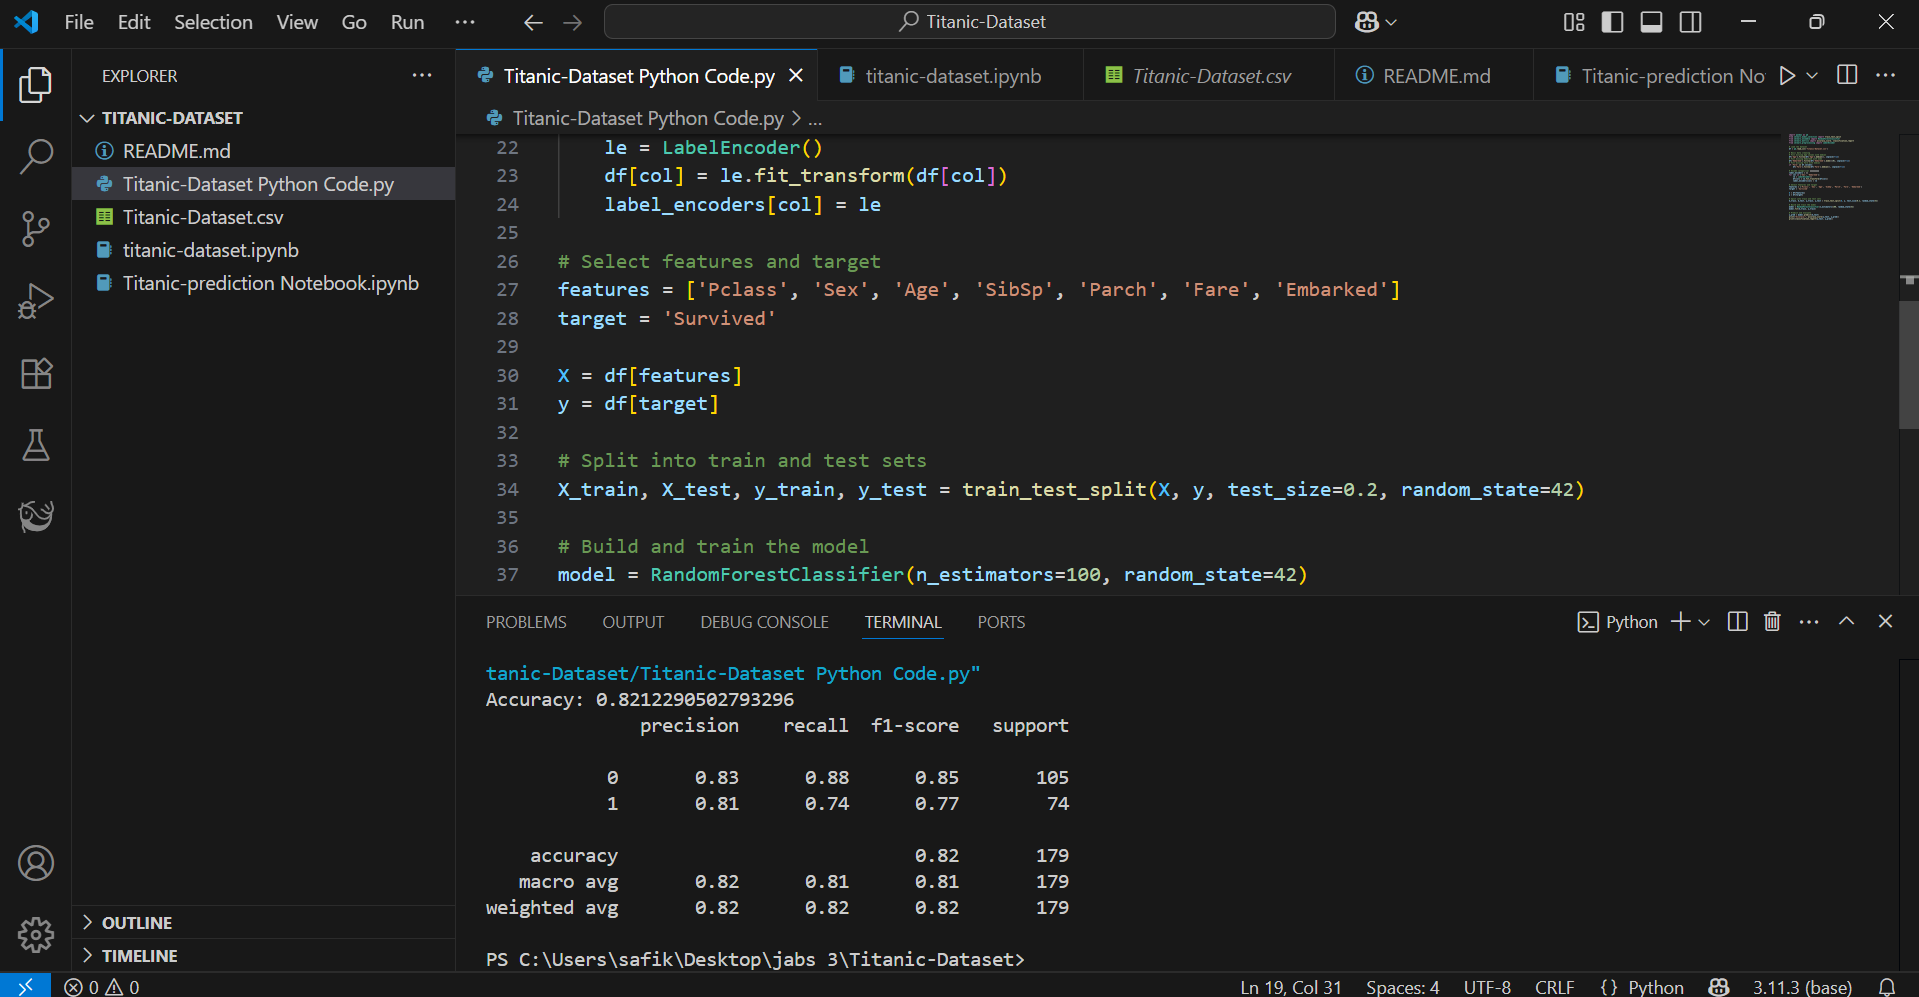 File Edit Selection View Go Run ··· Titanic-Dataset
EXPLORER
TITANIC-DATASET
README.md
Titanic-Dataset Python Code.py
Titanic-Dataset.csv
titanic-dataset.ipynb
Titanic-prediction Notebook.ipynb
OUTLINE
TIMELINE
Titanic-Dataset Python Code.py titanic-dataset.ipynb Titanic-Dataset.csv README.md Titanic-prediction No
Titanic-Dataset Python Code.py > ...
22 le = LabelEncoder()
23 df[col] = le.fit_transform(df[col])
24 label_encoders[col] = le
25
26 # Select features and target
27 features = ['Pclass', 'Sex', 'Age', 'SibSp', 'Parch', 'Fare', 'Embarked']
28 target = 'Survived'
29
30 X = df[features]
31 y = df[target]
32
33 # Split into train and test sets
34 X_train, X_test, y_train, y_test = train_test_split(X, y, test_size=0.2, random_state=42)
35
36 # Build and train the model
37 model = RandomForestClassifier(n_estimators=100, random_state=42)
PROBLEMS OUTPUT DEBUG CONSOLE TERMINAL PORTS Python
tanic-Dataset/Titanic-Dataset Python Code.py"
Accuracy: 0.8212290502793296
precision recall f1-score support
0 0.83 0.88 0.85 105
1 0.81 0.74 0.77 74
accuracy 0.82 179
macro avg 0.82 0.81 0.81 179
weighted avg 0.82 0.82 0.82 179
PS C:\Users\safik\Desktop\jabs 3\Titanic-Dataset>
0 0 Ln 19, Col 31 Spaces: 4 UTF-8 CRLF {} Python 3.11.3 (base)